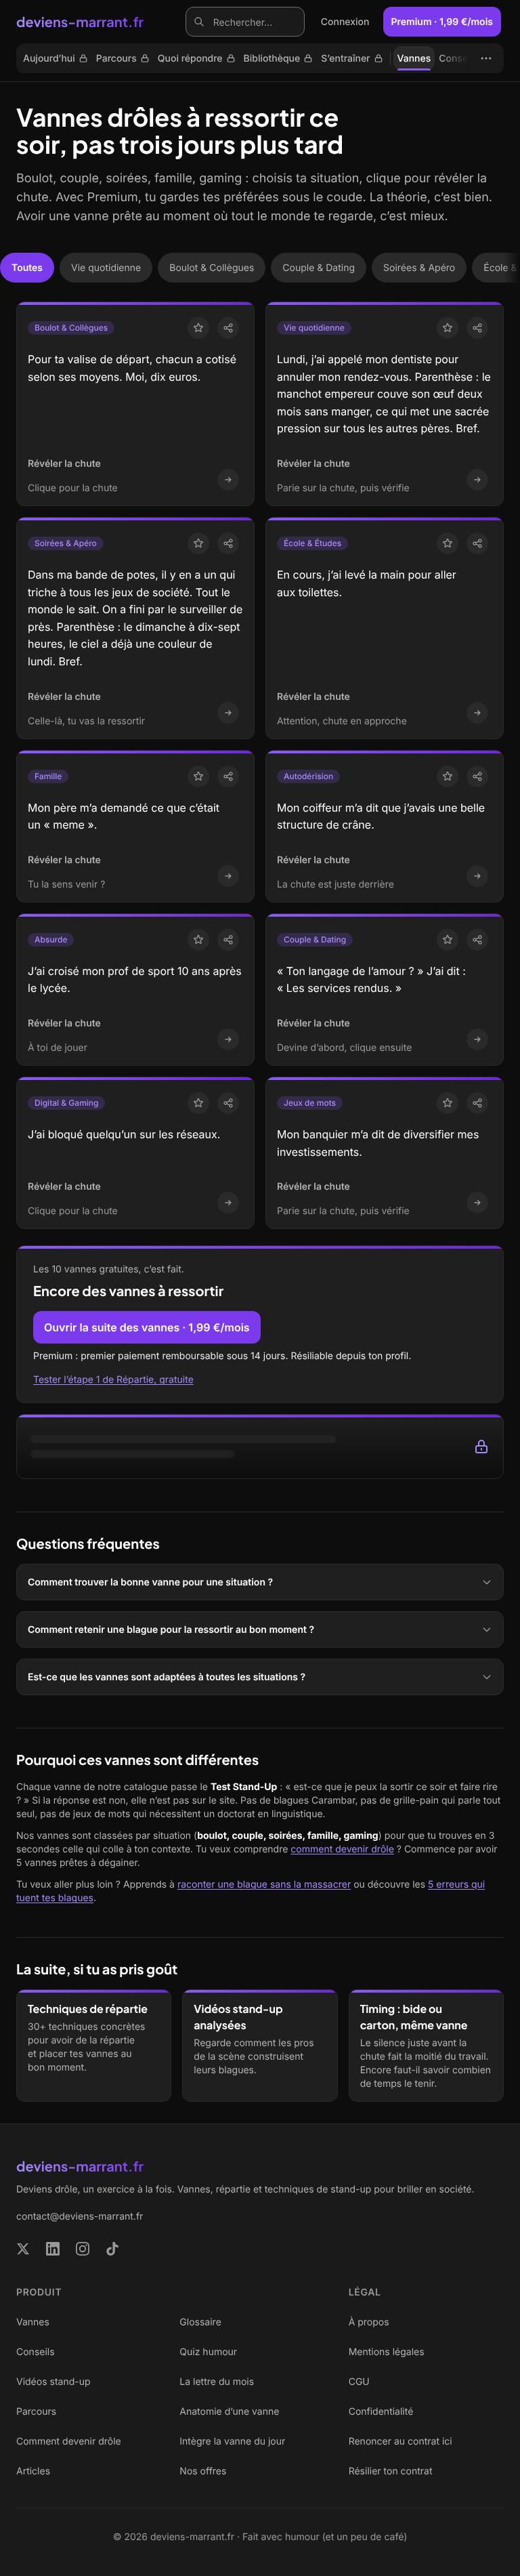 deviens-marrant.fr
Rechercher...
Connexion
Premium · 1,99 €/mois
Aujourd'hui
Parcours
Quoi répondre
Bibliothèque
S'entraîner
Vannes
Vannes drôles à ressortir ce
soir, pas trois jours plus tard
Boulot, couple, soirées, famille, gaming : choisis ta situation, clique pour révéler la
chute. Avec Premium, tu gardes tes préférées sous le coude. La théorie, c'est bien.
Avoir une vanne prête au moment où tout le monde te regarde, c'est mieux.
Toutes
Vie quotidienne
Boulot & Collègues
Couple & Dating
Soirées & Apéro
École &
Boulot & Collègues
Pour ta valise de départ, chacun a cotisé
selon ses moyens. Moi, dix euros.
Révéler la chute
Clique pour la chute
Vie quotidienne
Lundi, j'ai appelé mon dentiste pour
annuler mon rendez-vous. Parenthèse : le
manchot empereur couve son œuf deux
mois sans manger, ce qui met une sacrée
pression sur tous les autres pères. Bref.
Révéler la chute
Parie sur la chute, puis vérifie
Soirées & Apéro
Dans ma bande de potes, il y en a un qui
triche à tous les jeux de société. Tout le
monde le sait. On a fini par le surveiller de
près. Parenthèse : le dimanche à dix-sept
heures, le ciel a déjà une couleur de
lundi. Bref.
Révéler la chute
Celle-là, tu vas la ressortir
École & Études
En cours, j'ai levé la main pour aller
aux toilettes.
Révéler la chute
Attention, chute en approche
Famille
Mon père m'a demandé ce que c'était
un « meme ».
Révéler la chute
Tu la sens venir ?
Autodérision
Mon coiffeur m'a dit que j'avais une belle
structure de crâne.
Révéler la chute
La chute est juste derrière
Absurde
J'ai croisé mon prof de sport 10 ans après
le lycée.
Révéler la chute
À toi de jouer
Couple & Dating
« Ton langage de l'amour ? » J'ai dit :
« Les services rendus. »
Révéler la chute
Devine d'abord, clique ensuite
Digital & Gaming
J'ai bloqué quelqu'un sur les réseaux.
Révéler la chute
Clique pour la chute
Jeux de mots
Mon banquier m'a dit de diversifier mes
investissements.
Révéler la chute
Parie sur la chute, puis vérifie
Les 10 vannes gratuites, c'est fait.
Encore des vannes à ressortir
Ouvrir la suite des vannes · 1,99 €/mois
Premium : premier paiement remboursable sous 14 jours. Résiliable depuis ton profil.
Tester l'étape 1 de Répartie, gratuite
Questions fréquentes
Comment trouver la bonne vanne pour une situation ?
Comment retenir une blague pour la ressortir au bon moment ?
Est-ce que les vannes sont adaptées à toutes les situations ?
Pourquoi ces vannes sont différentes
Chaque vanne de notre catalogue passe le Test Stand-Up : « est-ce que je peux la sortir ce soir et faire rire
? » Si la réponse est non, elle n'est pas sur le site. Pas de blagues Carambar, pas de grille-pain qui parle tout
seul, pas de jeux de mots qui nécessitent un doctorat en linguistique.
Nos vannes sont classées par situation (boulot, couple, soirées, famille, gaming) pour que tu trouves en 3
secondes celle qui colle à ton contexte. Tu veux comprendre comment devenir drôle ? Commence par avoir
5 vannes prêtes à dégainer.
Tu veux aller plus loin ? Apprends à raconter une blague sans la massacrer ou découvre les 5 erreurs qui
tuent tes blagues.
La suite, si tu as pris goût
Techniques de répartie
30+ techniques concrètes
pour avoir de la répartie
et placer tes vannes au
bon moment.
Vidéos stand-up
analysées
Regarde comment les pros
de la scène construisent
leurs blagues.
Timing : bide ou
carton, même vanne
Le silence juste avant la
chute fait la moitié du travail.
Encore faut-il savoir combien
de temps le tenir.
deviens-marrant.fr
Deviens drôle, un exercice à la fois. Vannes, répartie et techniques de stand-up pour briller en société.
contact@deviens-marrant.fr
PRODUIT
LÉGAL
Vannes
Glossaire
À propos
Conseils
Quiz humour
Mentions légales
Vidéos stand-up
La lettre du mois
CGU
Parcours
Anatomie d'une vanne
Confidentialité
Comment devenir drôle
Intègre la vanne du jour
Renoncer au contrat ici
Articles
Nos offres
Résilier ton contrat
© 2026 deviens-marrant.fr · Fait avec humour (et un peu de café)